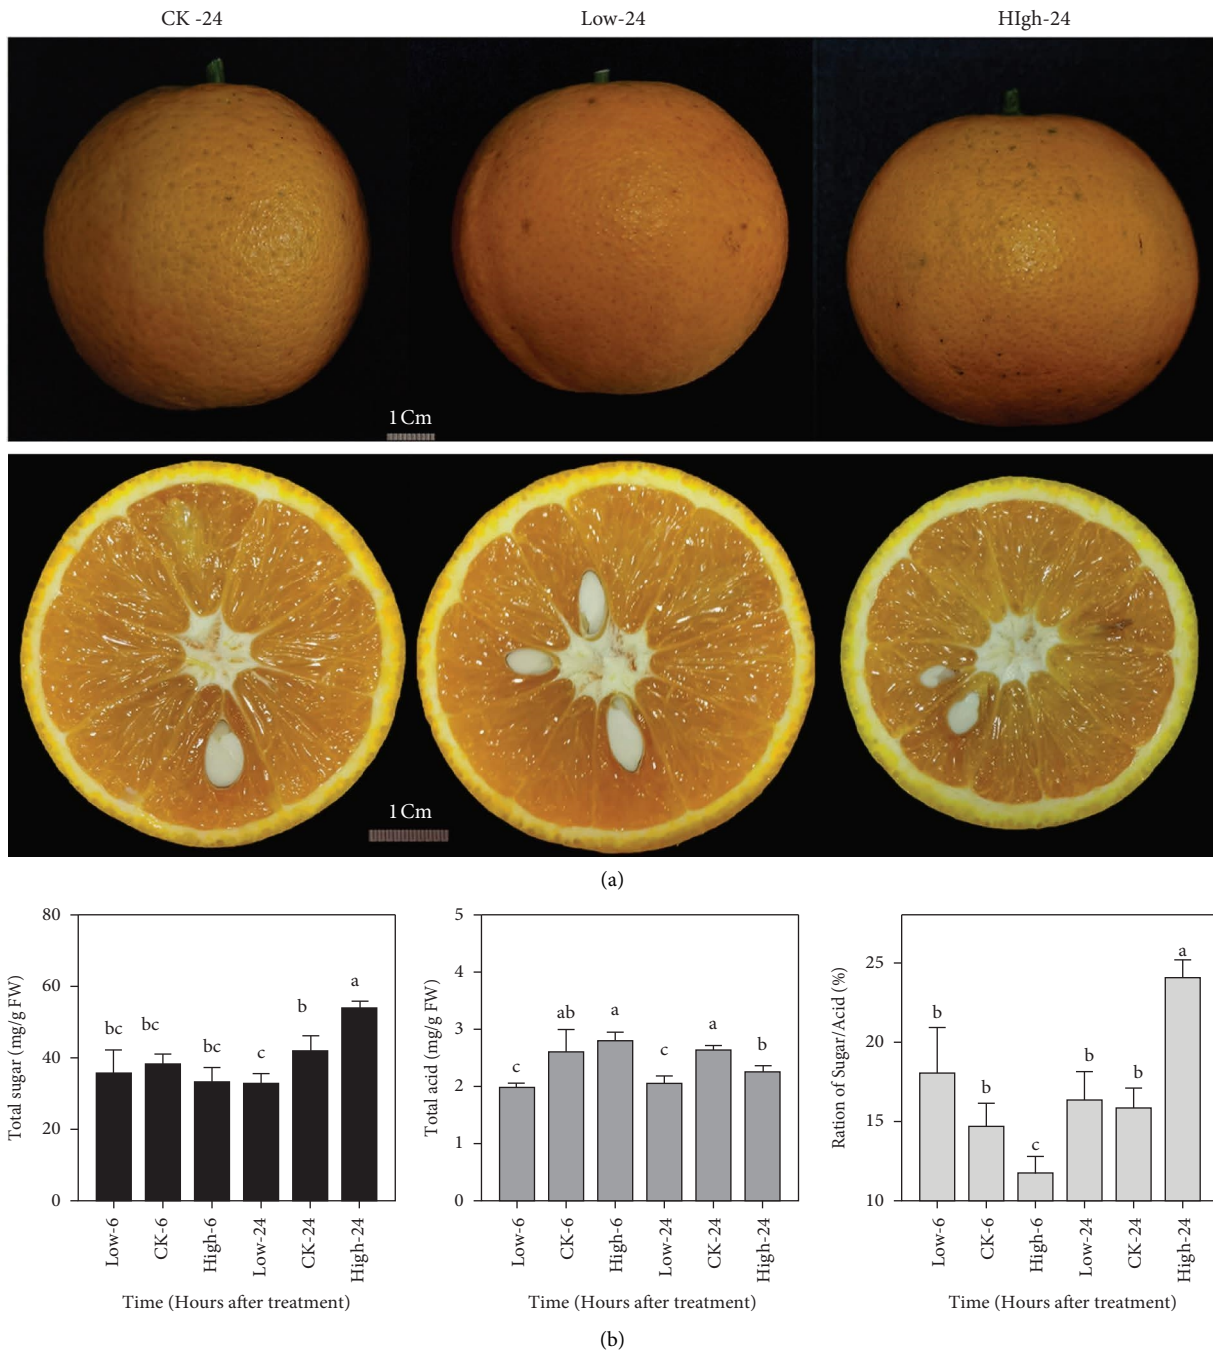 CK -24
Low-24
HIgh-24
1 Cm
1 Cm
(a)
Total sugar (mg/g FW)
80
60
40
20
0
bc
bc
bc
c
b
a
Low-6
CK-6
High-6
Low-24
CK-24
High-24
Time (Hours after treatment)
Total acid (mg/g FW)
5
4
3
2
1
0
c
ab
a
c
a
b
Low-6
CK-6
High-6
Low-24
CK-24
High-24
Time (Hours after treatment)
Ration of Sugar/Acid (%)
25
20
15
10
b
b
c
b
b
a
Low-6
CK-6
High-6
Low-24
CK-24
High-24
Time (Hours after treatment)
(b)